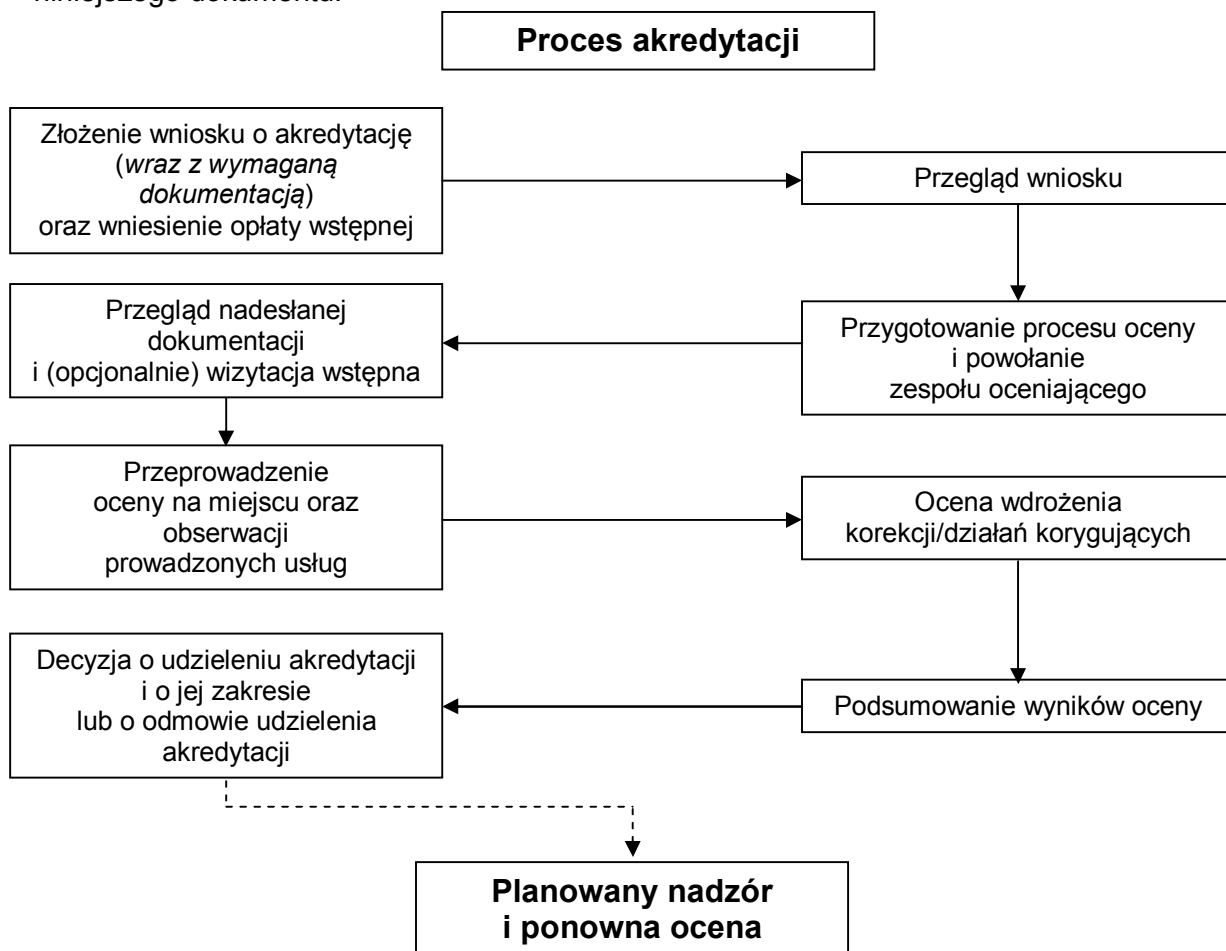 niniejszego dokumentu.
Proces akredytacji
Złożenie wniosku o akredytację
(wraz z wymaganą
dokumentacją)
oraz wniesienie opłaty wstępnej
Przegląd wniosku
Przygotowanie procesu oceny
i powołanie
zespołu oceniającego
Przegląd nadesłanej
dokumentacji
i (opcjonalnie) wizytacja wstępna
Przeprowadzenie
oceny na miejscu oraz
obserwacji
prowadzonych usług
Ocena wdrożenia
korekcji/działań korygujących
Podsumowanie wyników oceny
Decyzja o udzieleniu akredytacji
i o jej zakresie
lub o odmowie udzielenia
akredytacji
Planowany nadzór
i ponowna ocena